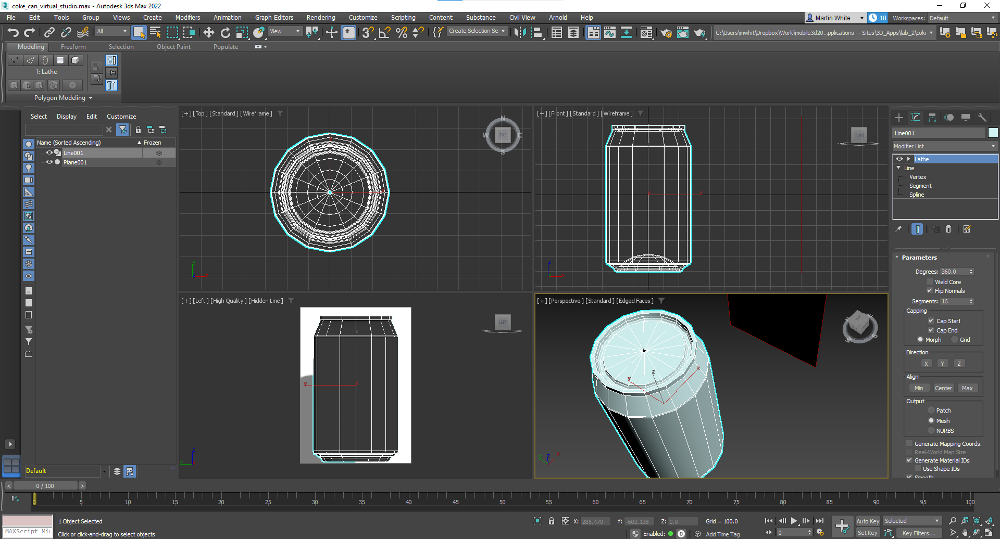 coke_can_virtual_studio.max - Autodesk 3ds Max 2022
File Edit Tools Group Views Create Modifiers Animation Graph Editors Rendering Customize Scripting Content Substance Civil View Arnold Help
Martin White 18 Workspaces: Default
All View Create Selection Se C:\Users\mwhit\Dropbox\Work\mobile3d20...pplications — Sites\3D_Apps\lab_2\coke
Modeling Freeform Selection Object Paint Populate
1: Lathe
Polygon Modeling
Select Display Edit Customize
Name (Sorted Ascending) Frozen
Line001
Plane001
Default
[+] [Top] [Standard] [Wireframe]
N
W TOP E
S
y
z x
[+] [Front] [Standard] [Wireframe]
FRONT
z
y x
[+] [Left] [High Quality] [Hidden Line]
LEFT
z
y x
[+] [Perspective] [Standard] [Edged Faces]
TOP
W S
y z x
Line001
Modifier List
Lathe
Line
Vertex
Segment
Spline
Parameters
Degrees: 360.0
Weld Core
Flip Normals
Segments: 16
Capping
Cap Start
Cap End
Morph Grid
Direction
X Y Z
Align
Min Center Max
Output
Patch
Mesh
NURBS
Generate Mapping Coords.
Real-World Map Size
Generate Material IDs
Use Shape IDs
Smooth
< 0 / 100 >
0 5 10 15 20 25 30 35 40 45 50 55 60 65 70 75 80 85 90 95 100
1 Object Selected X: 285.479 Y: -602.138 Z: 0.0 Grid = 100.0 Auto Key Selected
MAXScript Mi Click or click-and-drag to select objects Enabled: 0 Add Time Tag 0 Set Key Key Filters...